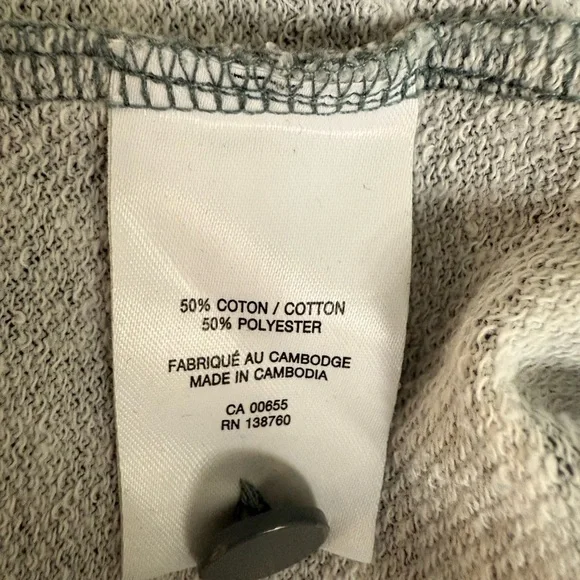 50% COTON / COTTON
50% POLYESTER
FABRIQUÉ AU CAMBODGE
MADE IN CAMBODIA
CA 00655
RN 138760